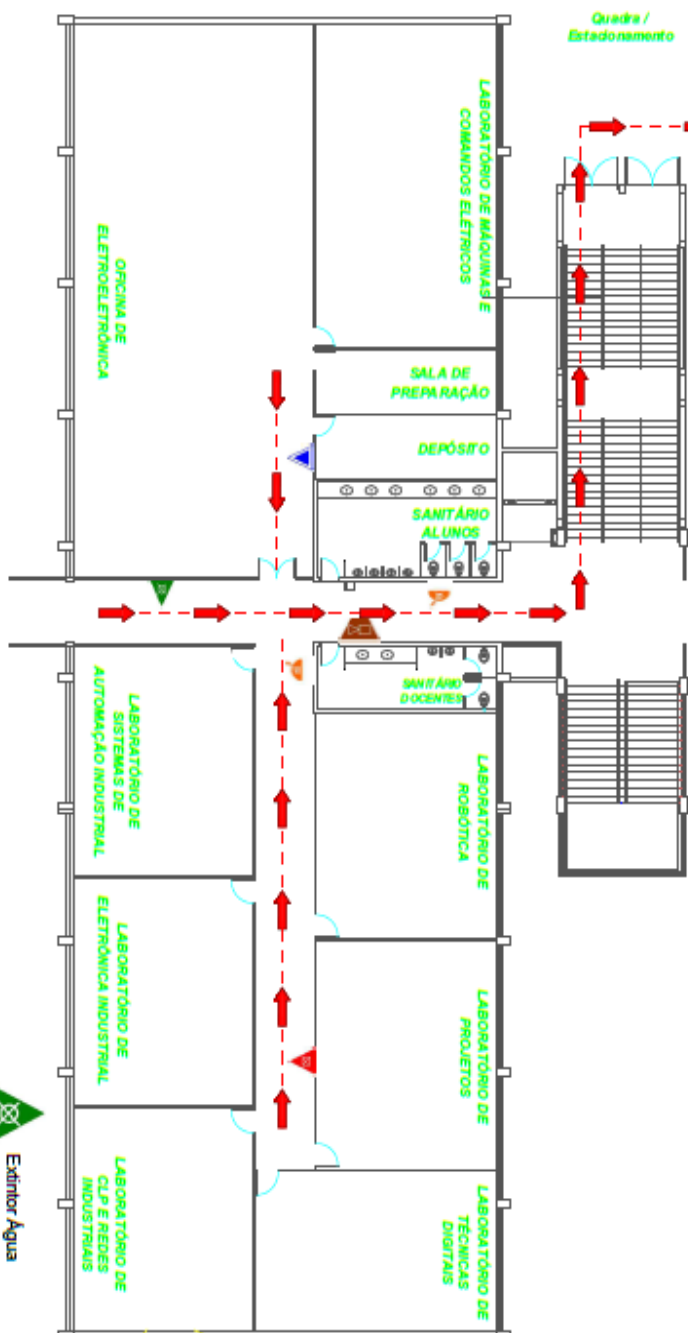 Quadra /
Estacionamento
LABORATÓRIO DE MÁQUINAS E
COMANDOS ELÉTRICOS
OFICINA DE
ELETROELETRÔNICA
SALA DE
PREPARAÇÃO
DEPÓSITO
SANITÁRIO
ALUNOS
SANITÁRIO
DOCENTES
LABORATÓRIO DE
SISTEMAS DE
AUTOMAÇÃO INDUSTRIAL
LABORATÓRIO DE
ROBÓTICA
LABORATÓRIO DE
ELETRÔNICA INDUSTRIAL
LABORATÓRIO DE
PROJETOS
LABORATÓRIO DE
CLP E REDES
INDUSTRIAIS
LABORATÓRIO DE
TÉCNICAS
DIGITAIS
Extintor Água